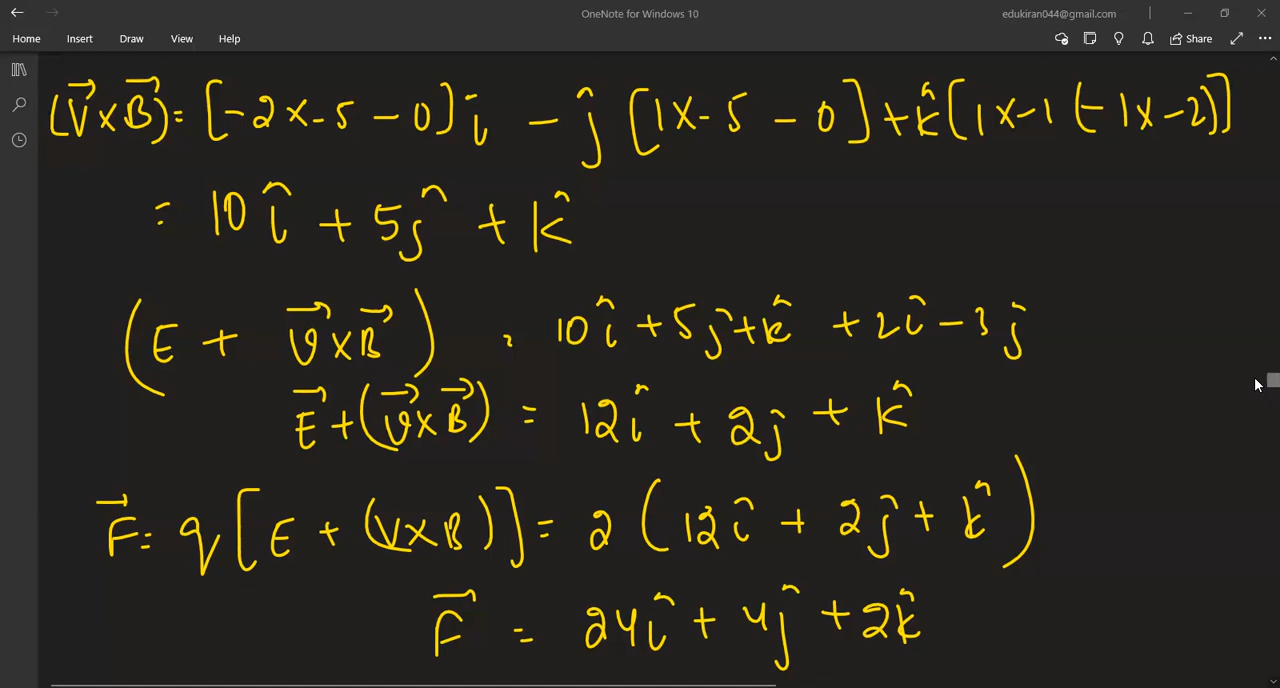 OneNote for Windows 10
edukiran044@gmail.com
Home Insert Draw View Help
Share
(V⃗×B⃗)= [-2×-5-0]i - ĵ[1×-5-0]+k̂[1×-1(-1×-2)]
= 10î + 5ĵ + k̂
(E + V⃗×B⃗) = 10î+5ĵ+k̂ +2î-3ĵ
E⃗+(V⃗×B⃗) = 12î + 2ĵ + k̂
F⃗= q[E + (V×B)]= 2(12î + 2ĵ + k̂)
F⃗ = 24î + 4ĵ + 2k̂